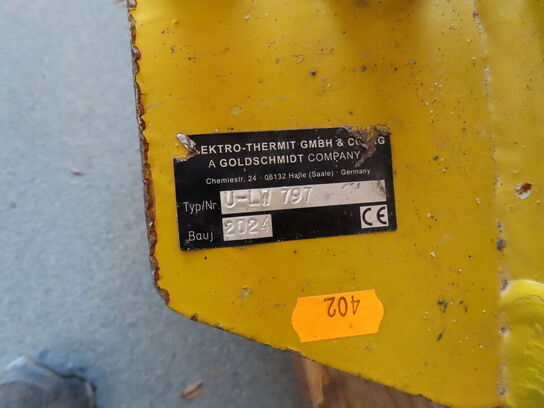 EKTRO-THERMIT GMBH & CO
A GOLDSCHMIDT COMPANY
Chemiestr. 24 · 06132 Halle (Saale) · Germany
Typ/Nr. U-LW 797
Bauj 2024
CE
402